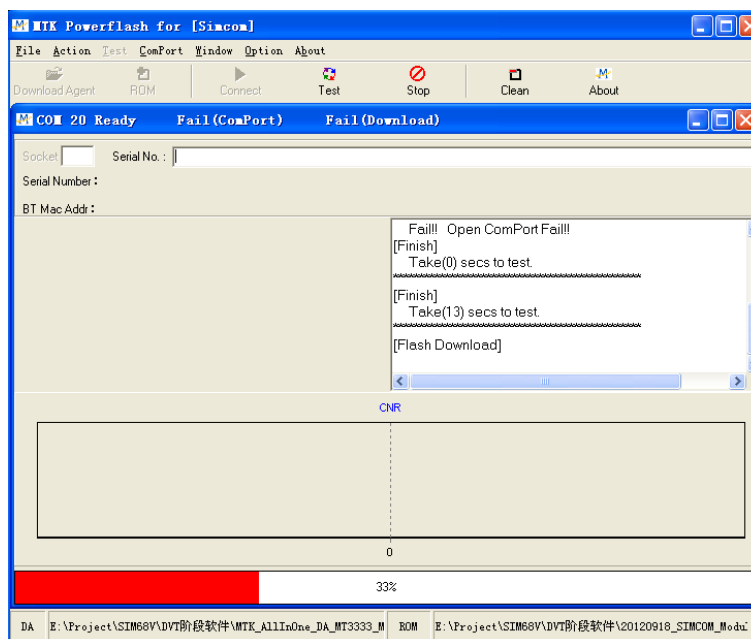 MTK Powerflash for [Simcom]
File Action Test ComPort Window Option About
Download Agent ROM Connect Test Stop Clean About
COM 20 Ready Fail(ComPort) Fail(Download)
Socket Serial No. :
Serial Number :
BT Mac Addr :
Fail!! Open ComPort Fail!!
[Finish]
Take(0) secs to test.
[Finish]
Take(13) secs to test.
[Flash Download]
CNR
0
33%
DA E:\Project\SIM68V\DVT阶段软件\MTK_AllInOne_DA_MT3333_M ROM E:\Project\SIM68V\DVT阶段软件\20120918_SIMCOM_Modu